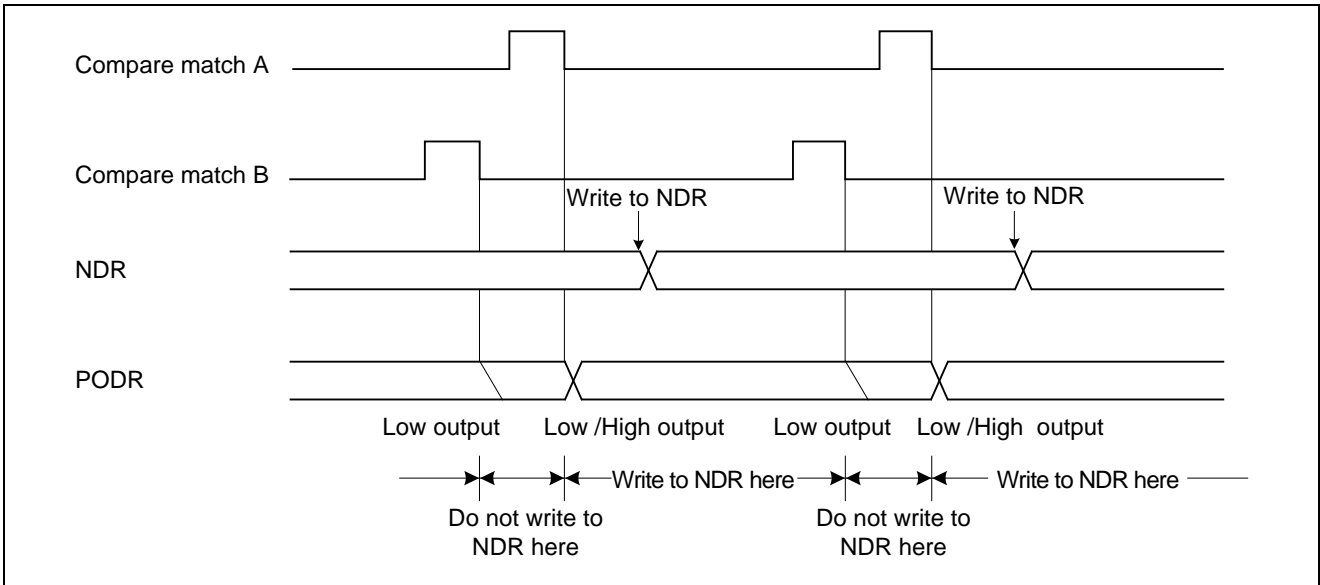 Compare match A
Compare match B
Write to NDR
Write to NDR
NDR
PODR
Low output
Low /High output
Low output
Low /High output
Write to NDR here
Write to NDR here
Do not write to
NDR here
Do not write to
NDR here